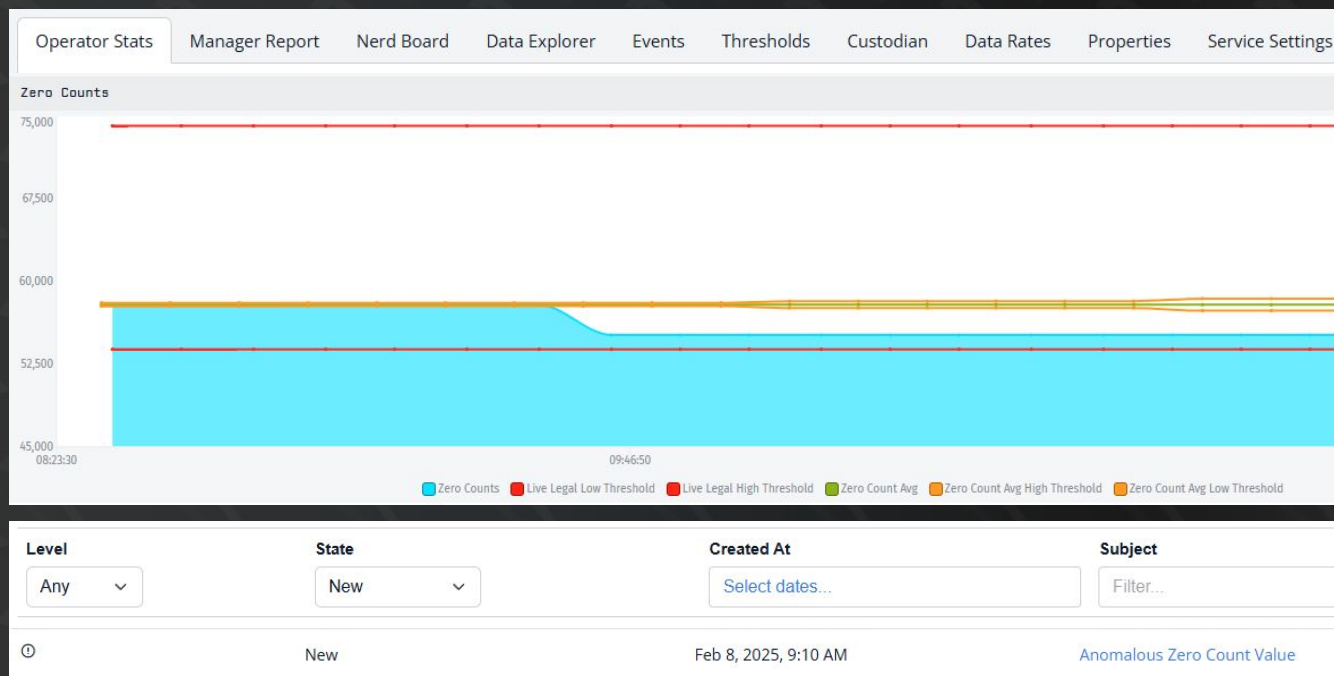 Operator Stats Manager Report Nerd Board Data Explorer Events Thresholds Custodian Data Rates Properties Service Settings
Zero Counts
75,000
67,500
60,000
52,500
45,000
08:23:30 09:46:50
Zero Counts Live Legal Low Threshold Live Legal High Threshold Zero Count Avg Zero Count Avg High Threshold Zero Count Avg Low Threshold
Level State Created At Subject
Any New Select dates... Filter...
New Feb 8, 2025, 9:10 AM Anomalous Zero Count Value